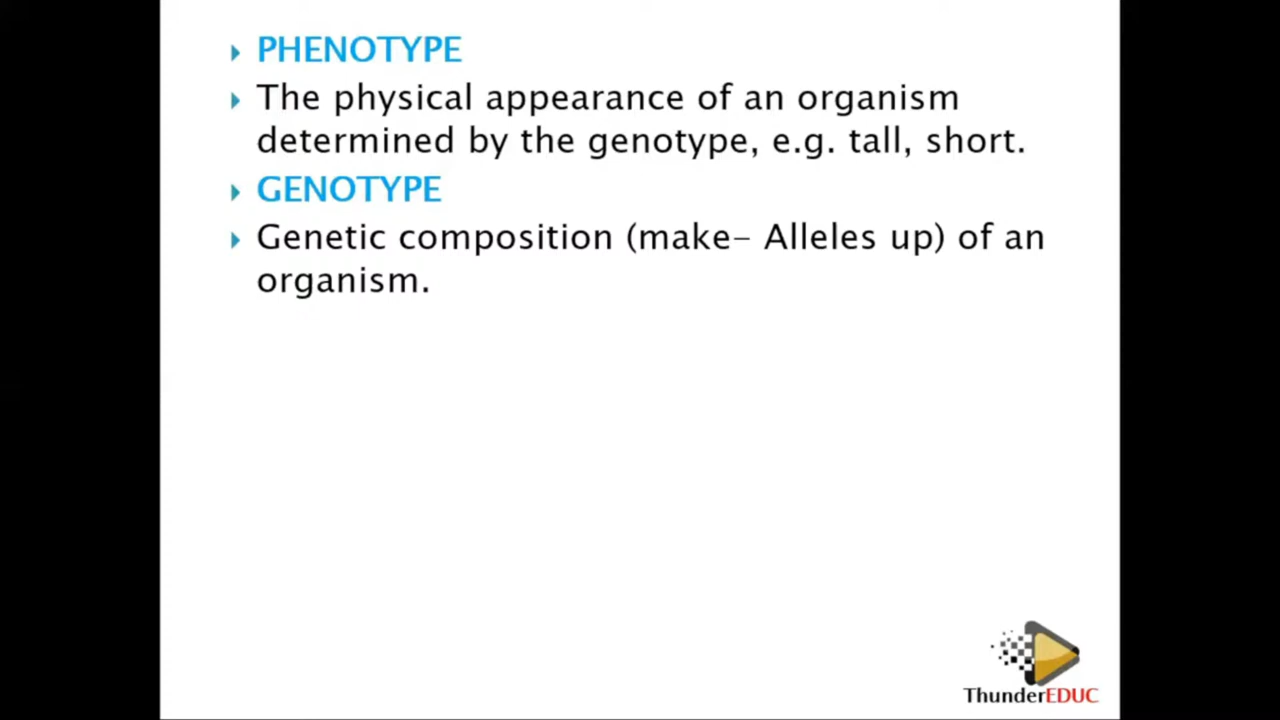 PHENOTYPE
The physical appearance of an organism
determined by the genotype, e.g. tall, short.
GENOTYPE
Genetic composition (make- Alleles up) of an
organism.
ThunderEDUC